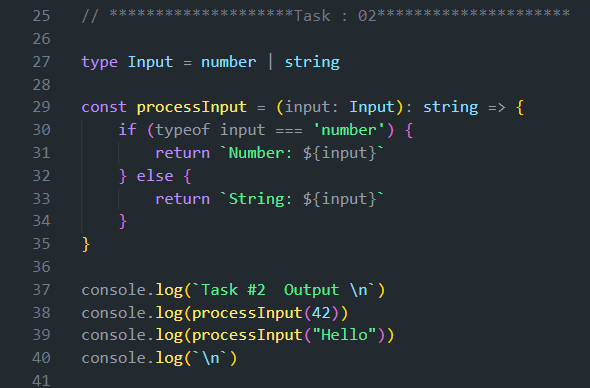 25 // ********************Task : 02*********************
26
27 type Input = number | string
28
29 const processInput = (input: Input): string => {
30     if (typeof input === 'number') {
31         return `Number: ${input}`
32     } else {
33         return `String: ${input}`
34     }
35 }
36
37 console.log(`Task #2  Output \n`)
38 console.log(processInput(42))
39 console.log(processInput("Hello"))
40 console.log(`\n`)
41